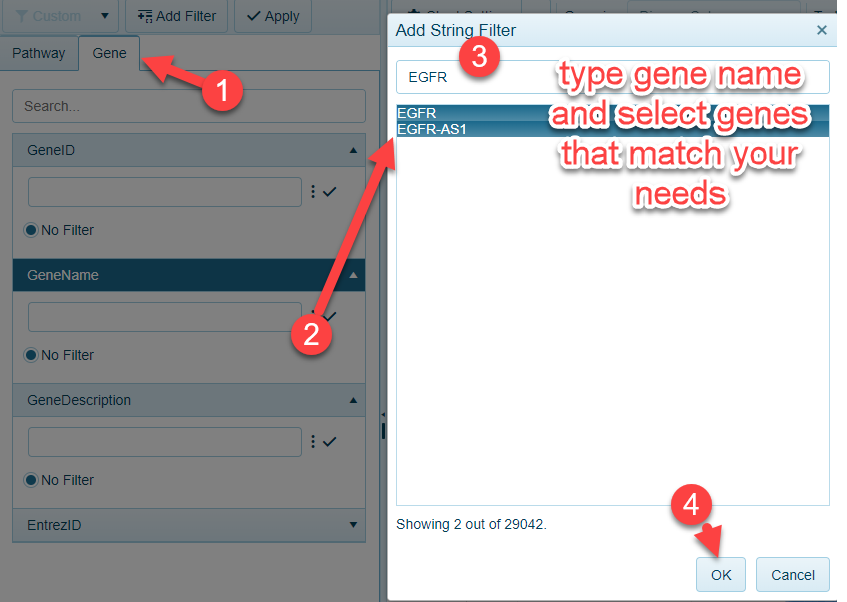 Custom
Add Filter
Apply
Pathway
Gene
1
Search...
GeneID
No Filter
GeneName
2
No Filter
GeneDescription
No Filter
EntrezID
Add String Filter
3
EGFR
type gene name
and select genes
that match your
needs
EGFR
EGFR-AS1
Showing 2 out of 29042.
4
OK
Cancel